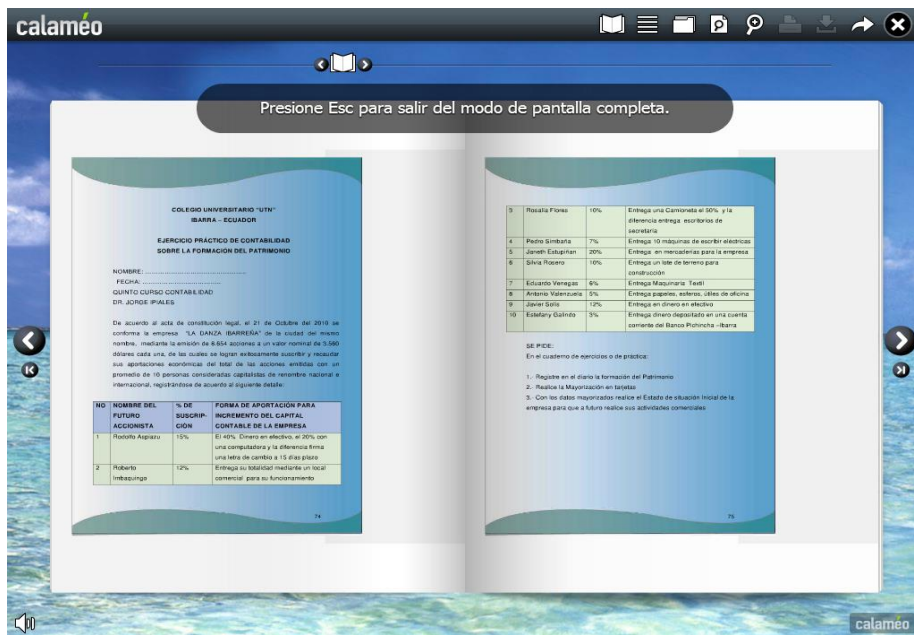 calaméo
Presione Esc para salir del modo de pantalla completa.
COLEGIO UNIVERSITARIO "UTN"
IBARRA – ECUADOR
EJERCICIO PRÁCTICO DE CONTABILIDAD
SOBRE LA FORMACIÓN DEL PATRIMONIO
NOMBRE: ................................................
FECHA: .....................................
QUINTO CURSO CONTABILIDAD
DR. JORGE IPIALES
De acuerdo al acta de constitución legal, el 21 de Octubre del 2010 se
conforma la empresa "LA DANZA IBARREÑA" de la ciudad del mismo
nombre, mediante la emisión de 6.654 acciones a un valor nominal de 3.560
dólares cada una, de las cuales se logran exitosamente suscribir y recaudar
sus aportaciones económicas del total de las acciones emitidas con un
promedio de 10 personas consideradas capitalistas de renombre nacional e
internacional, registrándose de acuerdo al siguiente detalle:
NO NOMBRE DEL FUTURO ACCIONISTA % DE SUSCRIP-CIÓN FORMA DE APORTACIÓN PARA INCREMENTO DEL CAPITAL CONTABLE DE LA EMPRESA
1 Rodolfo Aspiazu 15% El 40% Dinero en efectivo, el 20% con
una computadora y la diferencia firma
una letra de cambio a 15 días plazo
2 Roberto Imbaquingo 12% Entrega su totalidad mediante un local
comercial para su funcionamiento
74
3 Rosalía Flores 10% Entrega una Camioneta el 50% y la
diferencia entrega escritorios de
secretaria
4 Pedro Simbaña 7% Entrega 10 máquinas de escribir eléctricas
5 Janeth Estupiñan 20% Entrega en mercaderías para la empresa
6 Silvia Rosero 10% Entrega un lote de terreno para
construcción
7 Eduardo Venegas 6% Entrega Maquinaria Textil
8 Antonio Valenzuela 5% Entrega papeles, esferos, útiles de oficina
9 Javier Solís 12% Entrega en dinero en efectivo
10 Estefany Galindo 3% Entrega dinero depositado en una cuenta
corriente del Banco Pichincha –Ibarra
SE PIDE:
En el cuaderno de ejercicios o de práctica:
1.- Registre en el diario la formación del Patrimonio
2.- Realice la Mayorización en tarjetas
3.- Con los datos mayorizados realice el Estado de situación Inicial de la
empresa para que a futuro realice sus actividades comerciales
75
calaméo